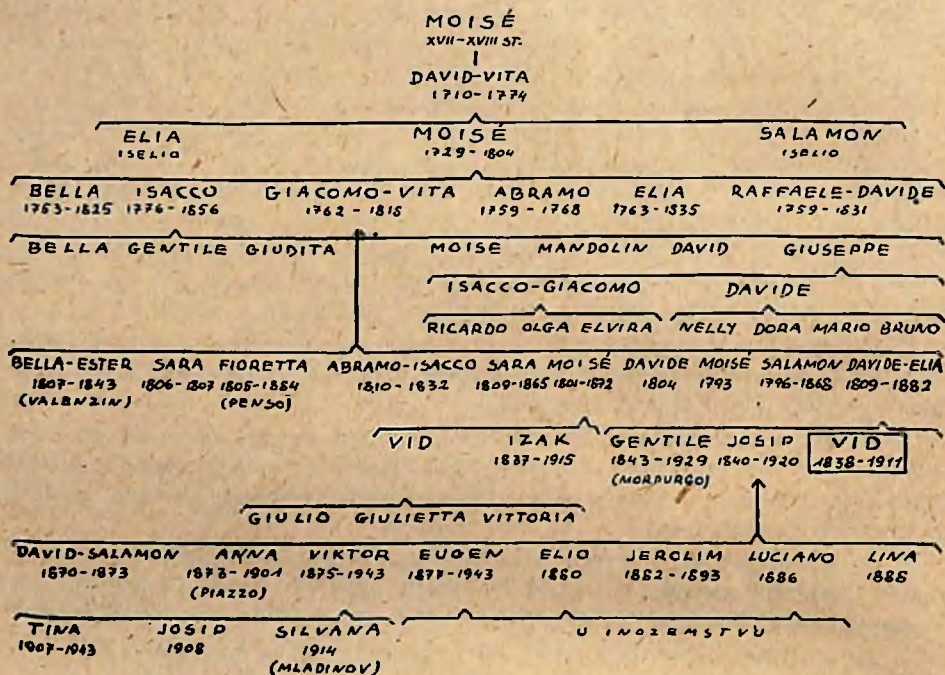 MOISÉ
XVII-XVIII ST.
DAVID-VITA
1710-1774
ELIA MOISÉ SALAMON
ISELIO 1729-1804 ISELIO
BELLA ISACCO GIACOMO-VITA ABRAMO ELIA RAFFAELE-DAVIDE
1753-1825 1776-1856 1762-1818 1759-1768 1763-1835 1759-1831
BELLA GENTILE GIUDITA MOISE MANDOLIN DAVID GIUSEPPE
ISACCO-GIACOMO DAVIDE
RICARDO OLGA ELVIRA NELLY DORA MARIO BRUNO
BELLA-ESTER SARA FIORETTA ABRAMO-ISACCO SARA MOISÉ DAVIDE MOISÉ SALAMON DAVIDE-ELIA
1807-1843 1806-1807 1805-1884 1810-1832 1809-1865 1801-1872 1804 1793 1796-1868 1809-1882
(VALENZIN) (PENSO)
VID IZAK GENTILE JOSIP VID
1837-1915 1843-1929 1840-1920 1838-1911
(MORPURGO)
GIULIO GIULIETTA VITTORIA
DAVID-SALAMON ANNA VIKTOR EUGEN ELIO JEROLIM LUCIANO LINA
1870-1873 1873-1901 1875-1943 1877-1943 1880 1882-1893 1886 1888
(PIAZZO)
TINA JOSIP SILVANA U INOZEMSTVU
1907-1943 1908 1914
(MLADINOV)